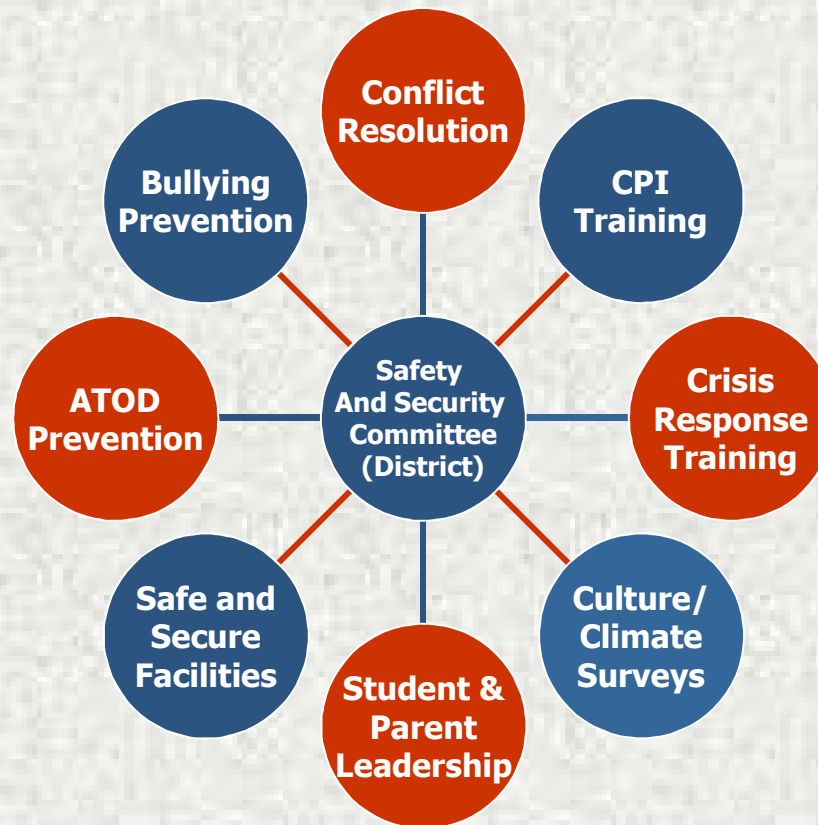 Conflict
Resolution
Bullying
Prevention
CPI
Training
ATOD
Prevention
Safety
And Security
Committee
(District)
Crisis
Response
Training
Safe and
Secure
Facilities
Culture/
Climate
Surveys
Student &
Parent
Leadership